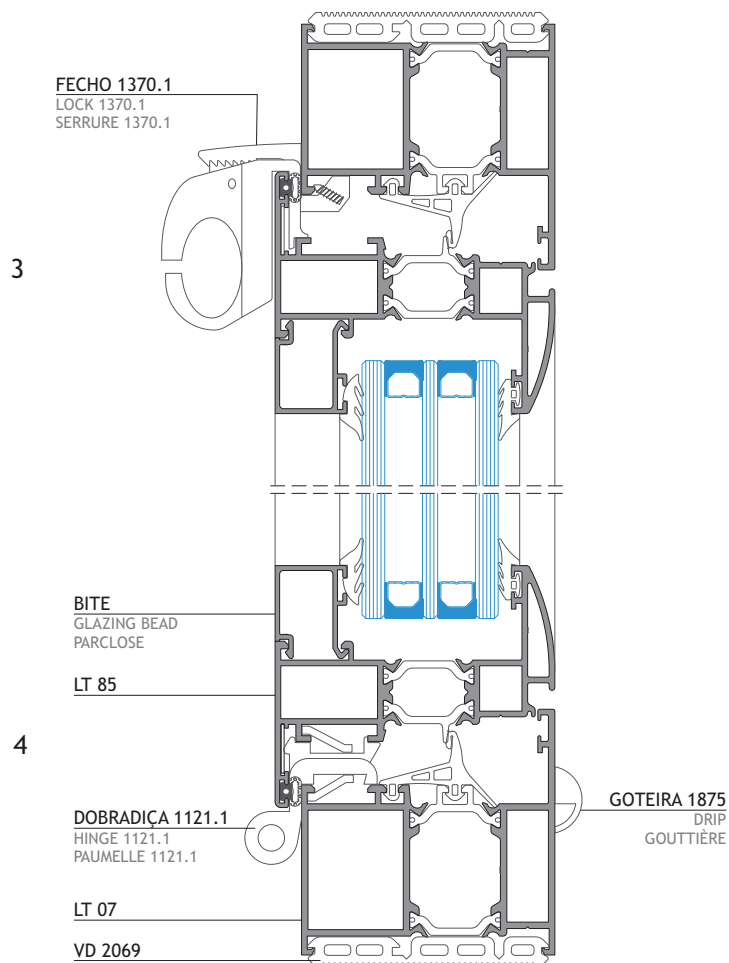 FECHO 1370.1
LOCK 1370.1
SERRURE 1370.1
3
BITE
GLAZING BEAD
PARCLOSE
LT 85
4
GOTEIRA 1875
DRIP
GOUTTIÈRE
DOBRADIÇA 1121.1
HINGE 1121.1
PAUMELLE 1121.1
LT 07
VD 2069